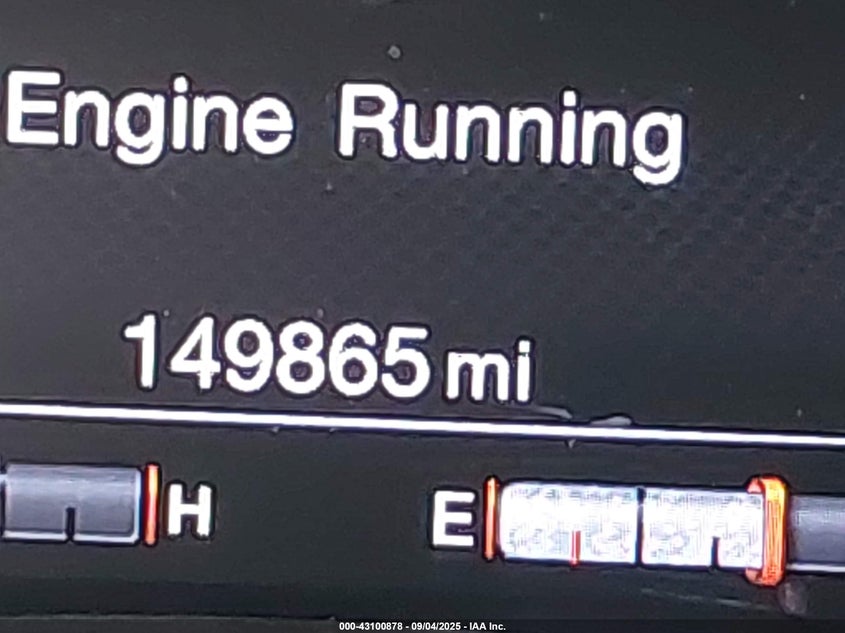 Engine Running
149865 mi
H E
000-43100878 - 09/04/2025 - IAA Inc.